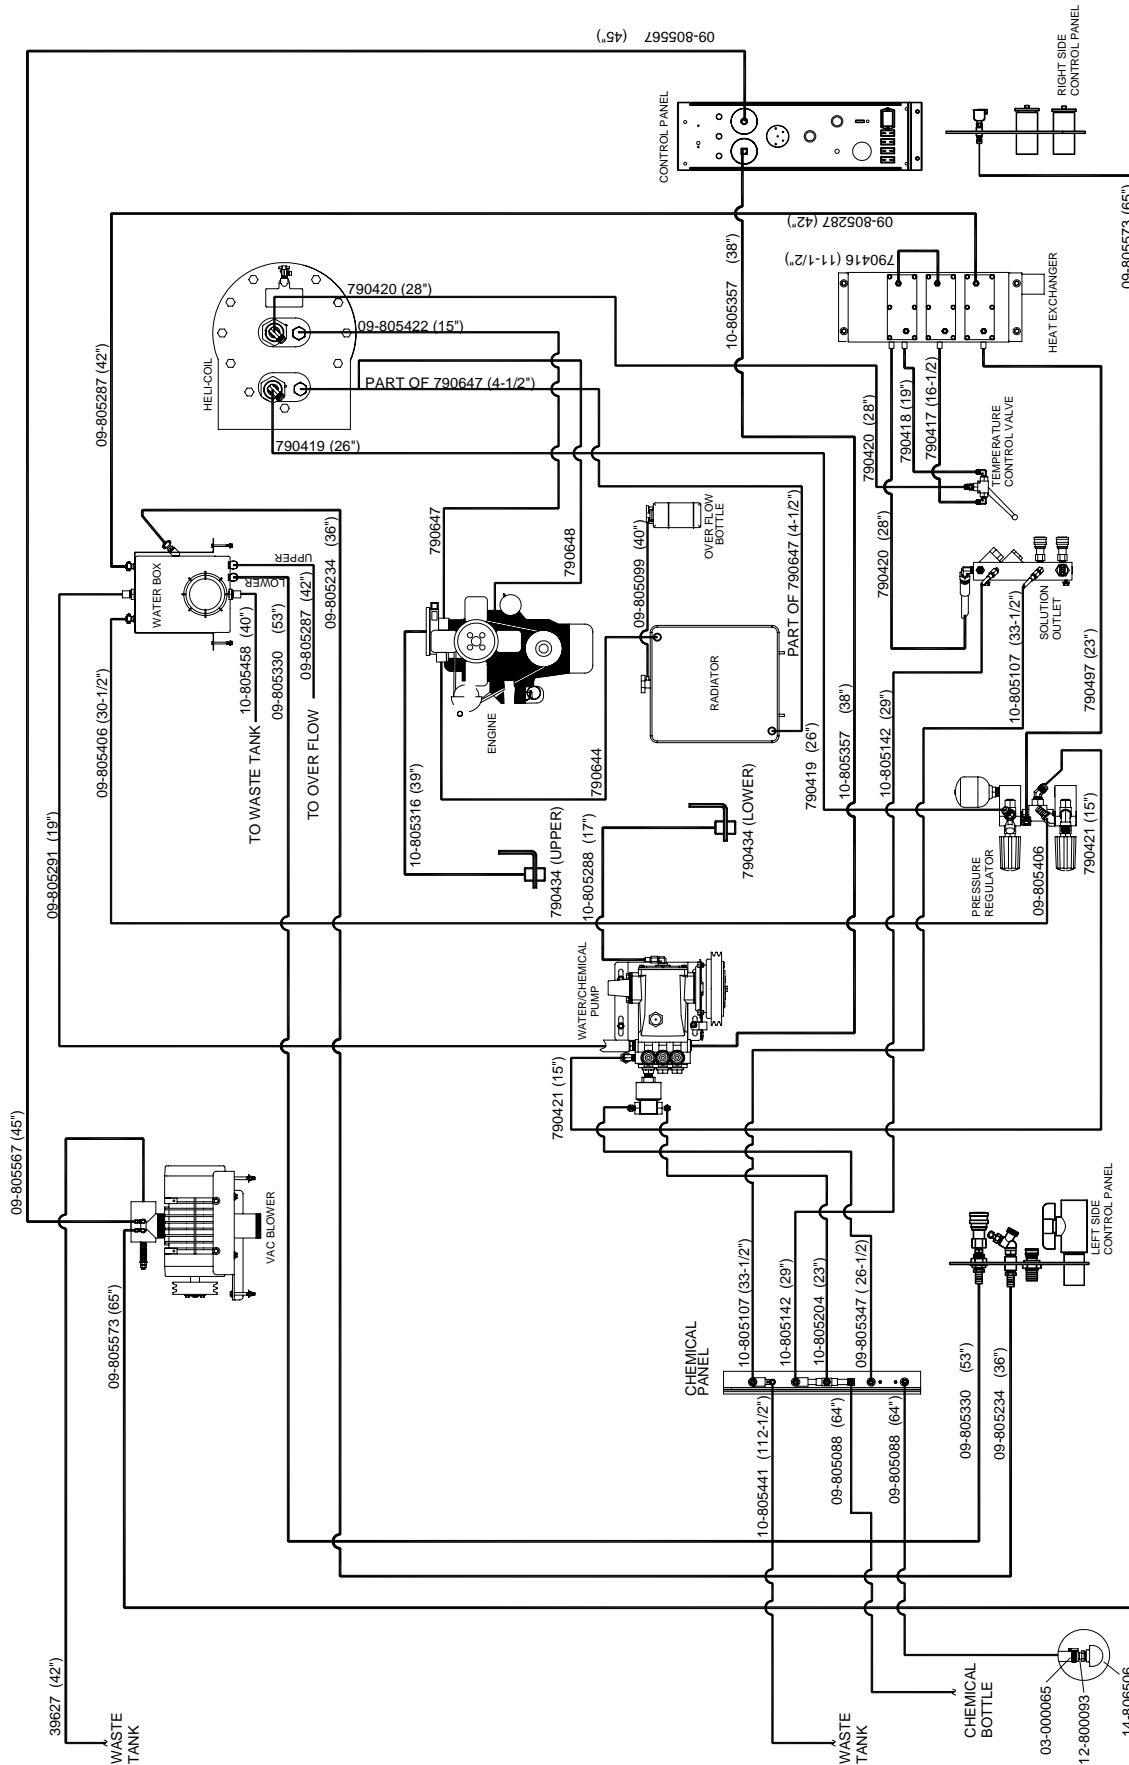 09-805567 (45")
CONTROL PANEL
RIGHT SIDE
CONTROL PANEL
09-805573 (65")
09-805287 (42")
790416 (11-1/2")
10-805357 (38")
HEAT EXCHANGER
790420 (28")
09-805422 (15")
PART OF 790647 (4-1/2")
HELI-COIL
790419 (26")
09-805287 (42")
790418 (19")
790417 (16-1/2)
790420 (28")
TEMPERATURE
CONTROL VALVE
790420 (28")
WATER BOX
UPPER
LOWER
09-805234 (36")
09-805287 (42")
09-805330 (53")
10-805458 (40")
TO WASTE TANK
TO OVER FLOW
09-805406 (30-1/2")
09-805291 (19")
790647
790648
ENGINE
790644
10-805316 (39")
OVER FLOW
BOTTLE
09-805099 (40")
RADIATOR
PART OF 790647 (4-1/2")
SOLUTION
OUTLET
10-805107 (33-1/2")
790497 (23")
10-805142 (29")
10-805357 (38")
790419 (26")
790434 (UPPER)
10-805288 (17")
790434 (LOWER)
PRESSURE
REGULATOR
09-805406
790421 (15")
WATER/CHEMICAL
PUMP
790421 (15")
09-805567 (45")
VAC BLOWER
09-805573 (65")
LEFT SIDE
CONTROL PANEL
CHEMICAL
PANEL
10-805107 (33-1/2")
10-805142 (29")
10-805204 (23")
09-805347 ( 26-1/2)
10-805441 (112-1/2")
09-805088 (64")
09-805088 (64")
09-805330 (53")
09-805234 (36")
39627 (42")
WASTE
TANK
WASTE
TANK
CHEMICAL
BOTTLE
03-000065
12-800093
14-806506